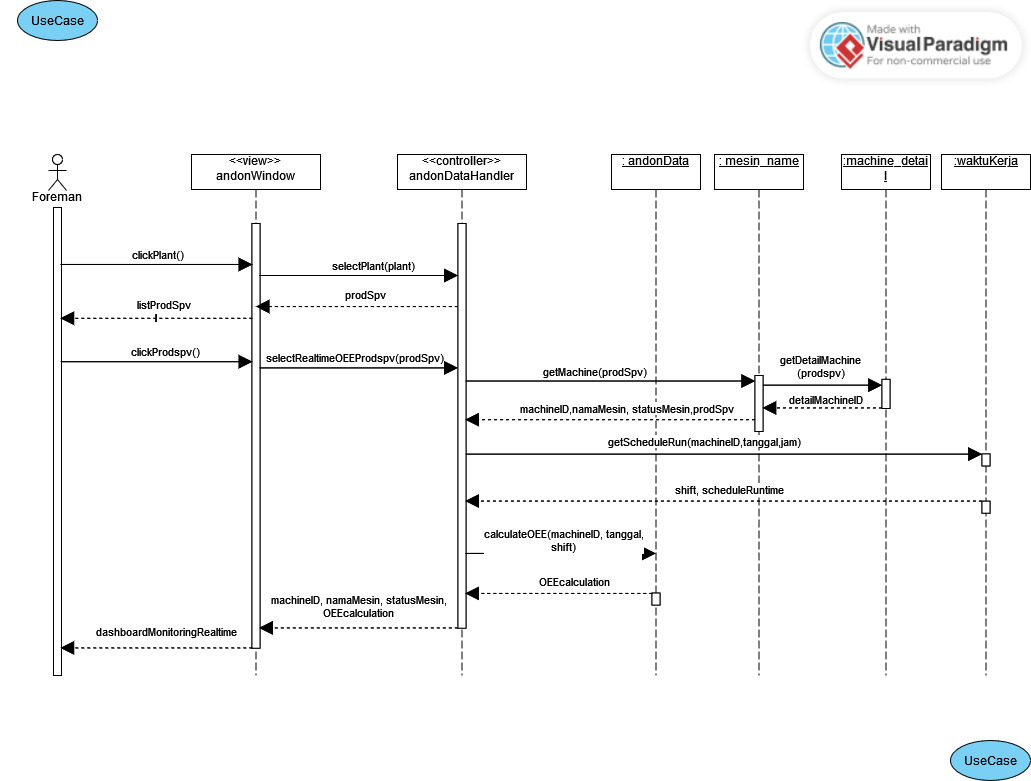 UseCase
Made with
Visual Paradigm
For non-commercial use
<<view>>
andonWindow
<<controller>>
andonDataHandler
: andonData
: mesin_name
:machine_detai
l
:waktuKerja
Foreman
clickPlant()
selectPlant(plant)
prodSpv
listProdSpv
clickProdspv()
selectRealtimeOEEProdspv(prodSpv)
getMachine(prodSpv)
getDetailMachine
(prodspv)
detailMachineID
machineID,namaMesin, statusMesin,prodSpv
getScheduleRun(machineID,tanggal,jam)
shift, scheduleRuntime
calculateOEE(machineID, tanggal,
shift)
OEEcalculation
machineID, namaMesin, statusMesin,
OEEcalculation
dashboardMonitoringRealtime
UseCase